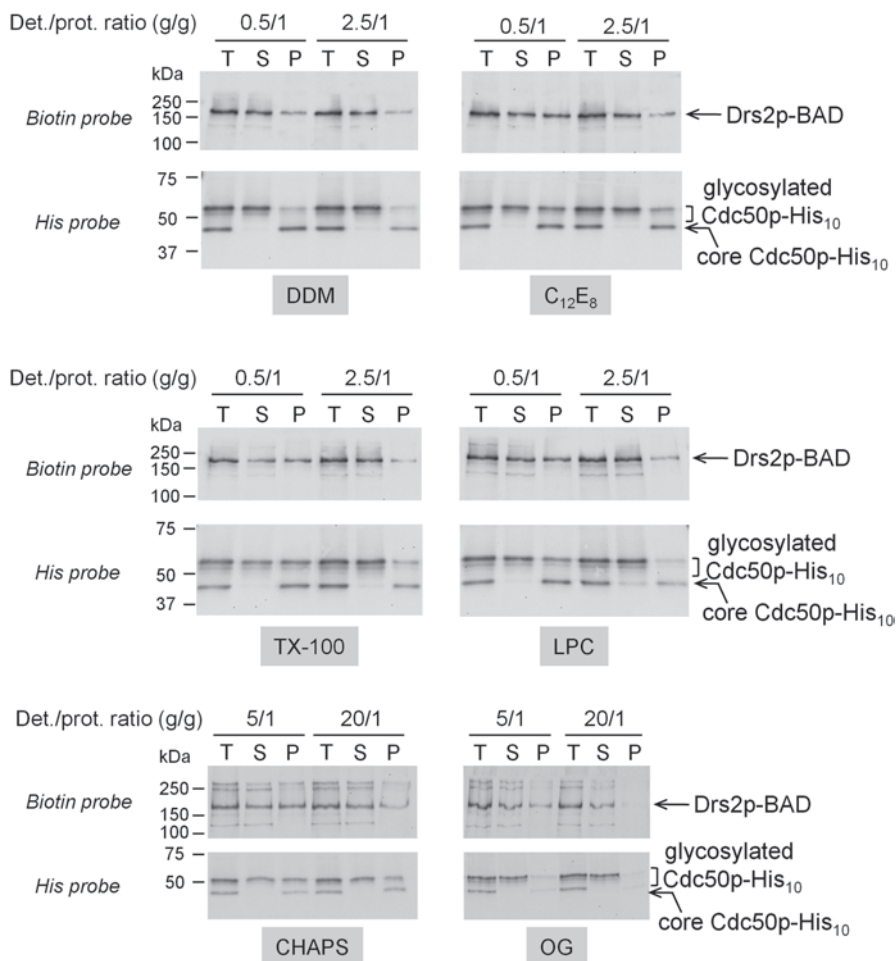 Det./prot. ratio (g/g) 0.5/1 2.5/1 0.5/1 2.5/1
T S P T S P T S P T S P
kDa
Biotin probe 250 150 100 Drs2p-BAD
His probe 75 50 37 glycosylated
Cdc50p-His10
core Cdc50p-His10
DDM C12E8
Det./prot. ratio (g/g) 0.5/1 2.5/1 0.5/1 2.5/1
T S P T S P T S P T S P
kDa
Biotin probe 250 150 100 Drs2p-BAD
His probe 75 50 37 glycosylated
Cdc50p-His10
core Cdc50p-His10
TX-100 LPC
Det./prot. ratio (g/g) 5/1 20/1 5/1 20/1
T S P T S P T S P T S P
kDa
Biotin probe 250 150 100 Drs2p-BAD
His probe 75 50 glycosylated
Cdc50p-His10
core Cdc50p-His10
CHAPS OG